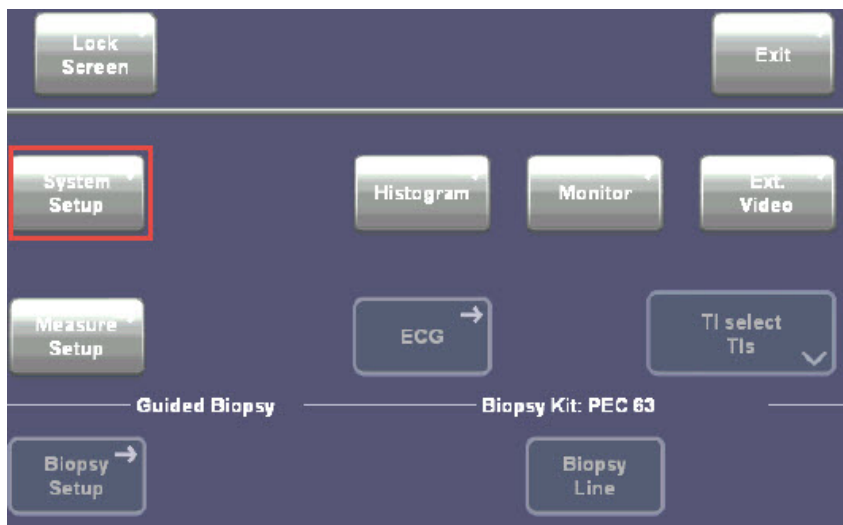 Lock
Screen
Exit
System
Setup
Histogram
Monitor
Ext.
Video
Measure
Setup
ECG
TI select
TIs
Guided Biopsy
Biopsy Kit: PEC 63
Biopsy
Setup
Biopsy
Line